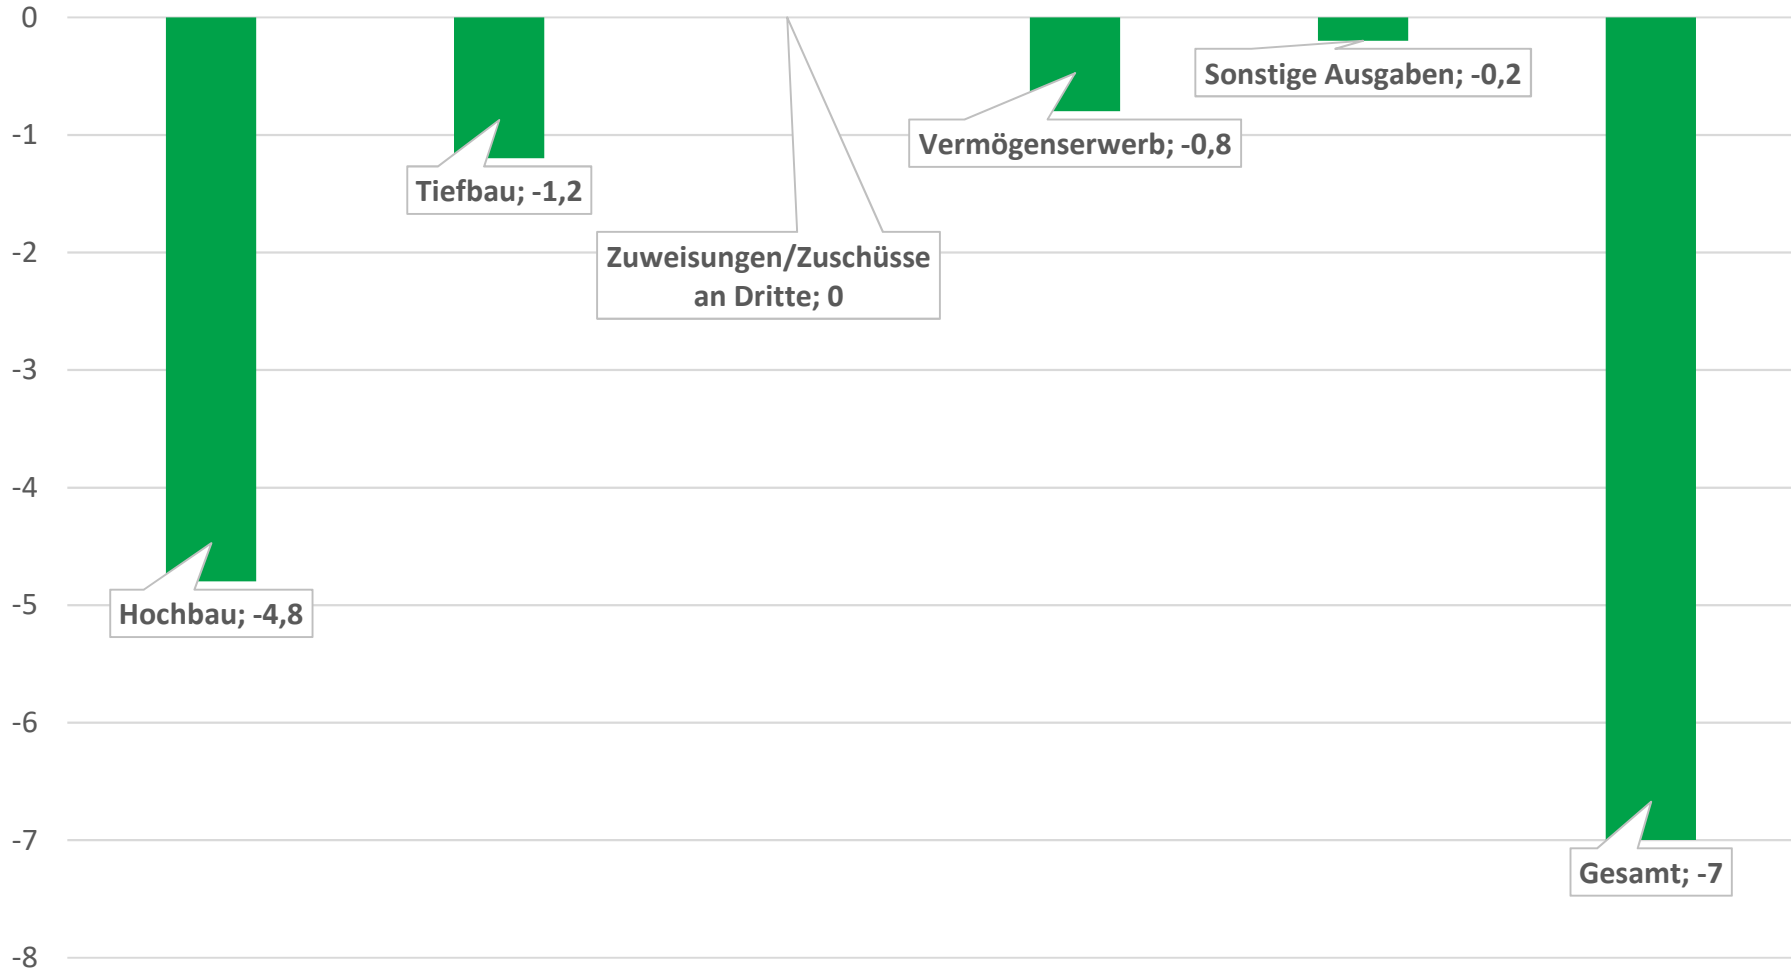 0
-1
-2
-3
-4
-5
-6
-7
-8
Hochbau; -4,8
Tiefbau; -1,2
Zuweisungen/Zuschüsse
an Dritte; 0
Vermögenserwerb; -0,8
Sonstige Ausgaben; -0,2
Gesamt; -7